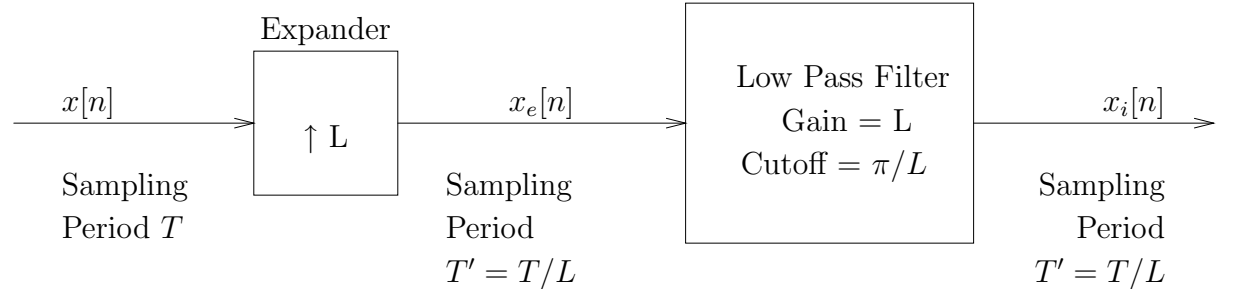 Expander
x[n]
↑ L
x_e[n]
Low Pass Filter
Gain = L
Cutoff = π/L
x_i[n]
Sampling
Period T
Sampling
Period
T′ = T/L
Sampling
Period
T′ = T/L